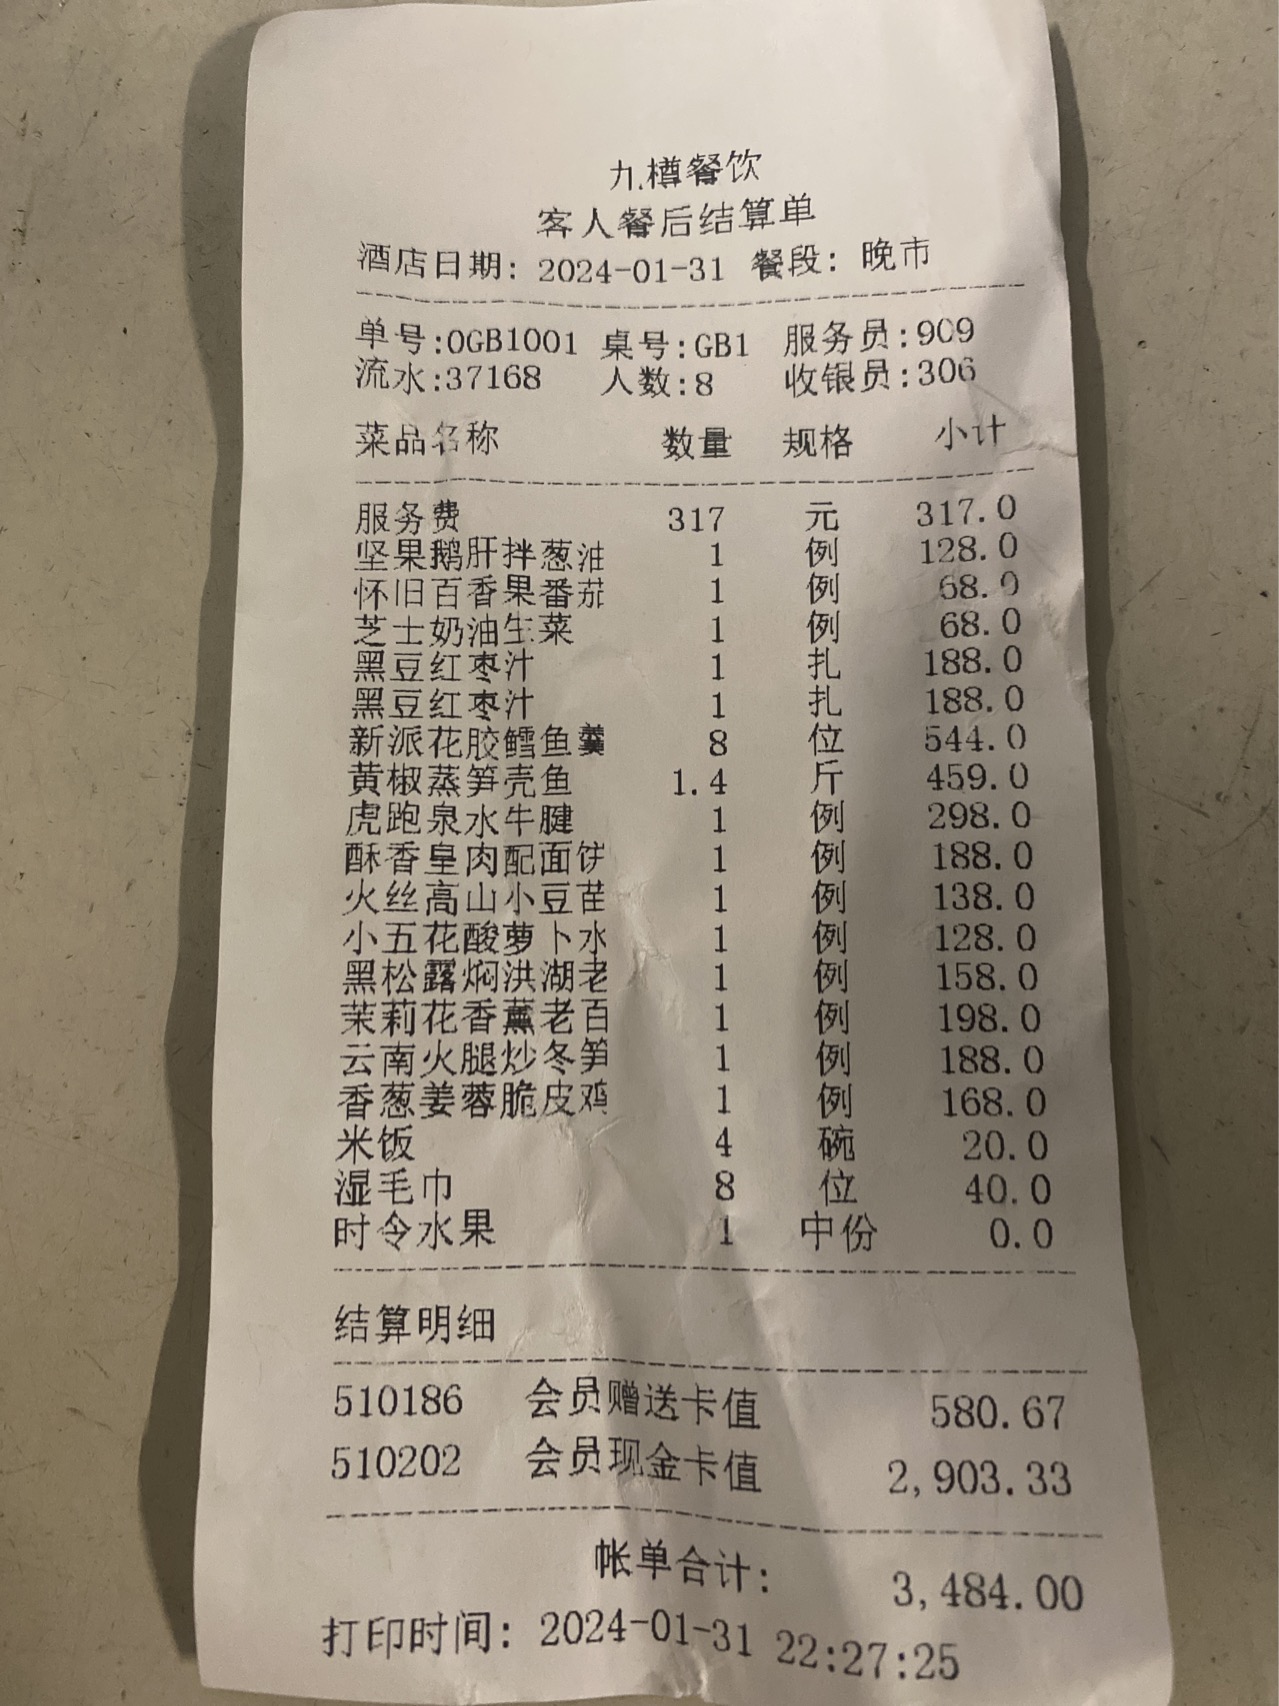 九樽餐饮
客人餐后结算单
酒店日期: 2024-01-31 餐段: 晚市
单号:0GB1001 桌号:GB1 服务员:909
流水:37168 人数:8 收银员:306
菜品名称 数量 规格 小计
服务费 317 元 317.0
坚果鹅肝拌葱油 1 例 128.0
怀旧百香果番茄 1 例 68.0
芝士奶油生菜 1 例 68.0
黑豆红枣汁 1 扎 188.0
黑豆红枣汁 1 扎 188.0
新派花胶鳕鱼羹 8 位 544.0
黄椒蒸笋壳鱼 1.4 斤 459.0
虎跑泉水牛腱 1 例 298.0
酥香皇肉配面饼 1 例 188.0
火丝高山小豆苗 1 例 138.0
小五花酸萝卜水 1 例 128.0
黑松露焖洪湖老 1 例 158.0
茉莉花香薰老百 1 例 198.0
云南火腿炒冬笋 1 例 188.0
香葱姜蓉脆皮鸡 1 例 168.0
米饭 4 碗 20.0
湿毛巾 8 位 40.0
时令水果 1 中份 0.0
结算明细
510186 会员赠送卡值 580.67
510202 会员现金卡值 2,903.33
帐单合计: 3,484.00
打印时间: 2024-01-31 22:27:25